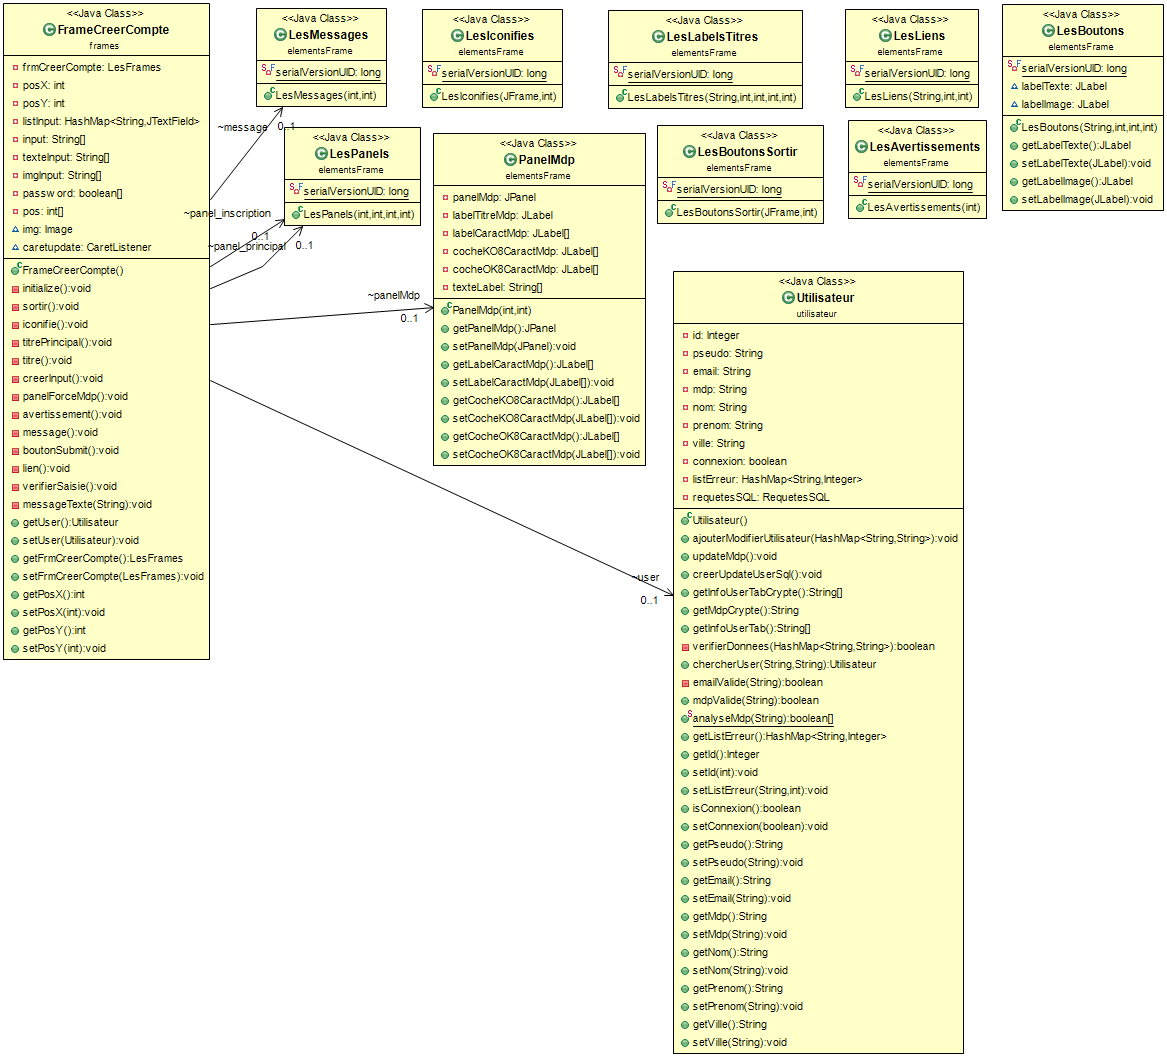 <<Java Class>>
FrameCreerCompte
frames
frmCreerCompte: LesFrames
posX: int
posY: int
listInput: HashMap<String,JTextField>
input: String[]
texteInput: String[]
imgInput: String[]
password: boolean[]
pos: int[]
img: Image
caretupdate: CaretListener
FrameCreerCompte()
initialize():void
sortir():void
iconifie():void
titrePrincipal():void
titre():void
creerInput():void
panelForceMdp():void
avertissement():void
message():void
boutonSubmit():void
lien():void
verifierSaisie():void
messageTexte(String):void
getUser():Utilisateur
setUser(Utilisateur):void
getFrmCreerCompte():LesFrames
setFrmCreerCompte(LesFrames):void
getPosX():int
setPosX(int):void
getPosY():int
setPosY(int):void
<<Java Class>>
LesMessages
elementsFrame
serialVersionUID: long
LesMessages(int,int)
~message
0..1
<<Java Class>>
LesPanels
elementsFrame
serialVersionUID: long
LesPanels(int,int,int,int)
~panel_inscription
0..1
~panel_principal
0..1
~panelMdp
0..1
~user
0..1
<<Java Class>>
LesIconifies
elementsFrame
serialVersionUID: long
LesIconifies(JFrame,int)
<<Java Class>>
LesLabelsTitres
elementsFrame
serialVersionUID: long
LesLabelsTitres(String,int,int,int,int)
<<Java Class>>
LesLiens
elementsFrame
serialVersionUID: long
LesLiens(String,int,int)
<<Java Class>>
LesBoutons
elementsFrame
serialVersionUID: long
labelTexte: JLabel
labelImage: JLabel
LesBoutons(String,int,int,int)
getLabelTexte():JLabel
setLabelTexte(JLabel):void
getLabelImage():JLabel
setLabelImage(JLabel):void
<<Java Class>>
PanelMdp
elementsFrame
panelMdp: JPanel
labelTitreMdp: JLabel
labelCaractMdp: JLabel[]
cocheKO8CaractMdp: JLabel[]
cocheOK8CaractMdp: JLabel[]
texteLabel: String[]
PanelMdp(int,int)
getPanelMdp():JPanel
setPanelMdp(JPanel):void
getLabelCaractMdp():JLabel[]
setLabelCaractMdp(JLabel[]):void
getCocheKO8CaractMdp():JLabel[]
setCocheKO8CaractMdp(JLabel[]):void
getCocheOK8CaractMdp():JLabel[]
setCocheOK8CaractMdp(JLabel[]):void
<<Java Class>>
LesBoutonsSortir
elementsFrame
serialVersionUID: long
LesBoutonsSortir(JFrame,int)
<<Java Class>>
LesAvertissements
elementsFrame
serialVersionUID: long
LesAvertissements(int)
<<Java Class>>
Utilisateur
utilisateur
id: Integer
pseudo: String
email: String
mdp: String
nom: String
prenom: String
ville: String
connexion: boolean
listErreur: HashMap<String,Integer>
requetesSQL: RequetesSQL
Utilisateur()
ajouterModifierUtilisateur(HashMap<String,String>):void
updateMdp():void
creerUpdateUserSql():void
getInfoUserTabCrypte():String[]
getMdpCrypte():String
getInfoUserTab():String[]
verifierDonnees(HashMap<String,String>):boolean
chercherUser(String,String):Utilisateur
emailValide(String):boolean
mdpValide(String):boolean
analyseMdp(String):boolean[]
getListErreur():HashMap<String,Integer>
getId():Integer
setId(int):void
setListErreur(String,int):void
isConnexion():boolean
setConnexion(boolean):void
getPseudo():String
setPseudo(String):void
getEmail():String
setEmail(String):void
getMdp():String
setMdp(String):void
getNom():String
setNom(String):void
getPrenom():String
setPrenom(String):void
getVille():String
setVille(String):void